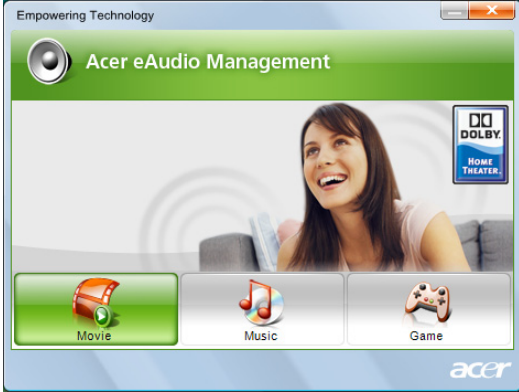 Empowering Technology
Acer eAudio Management
DOLBY.
HOME
THEATER.
Movie
Music
Game
acer